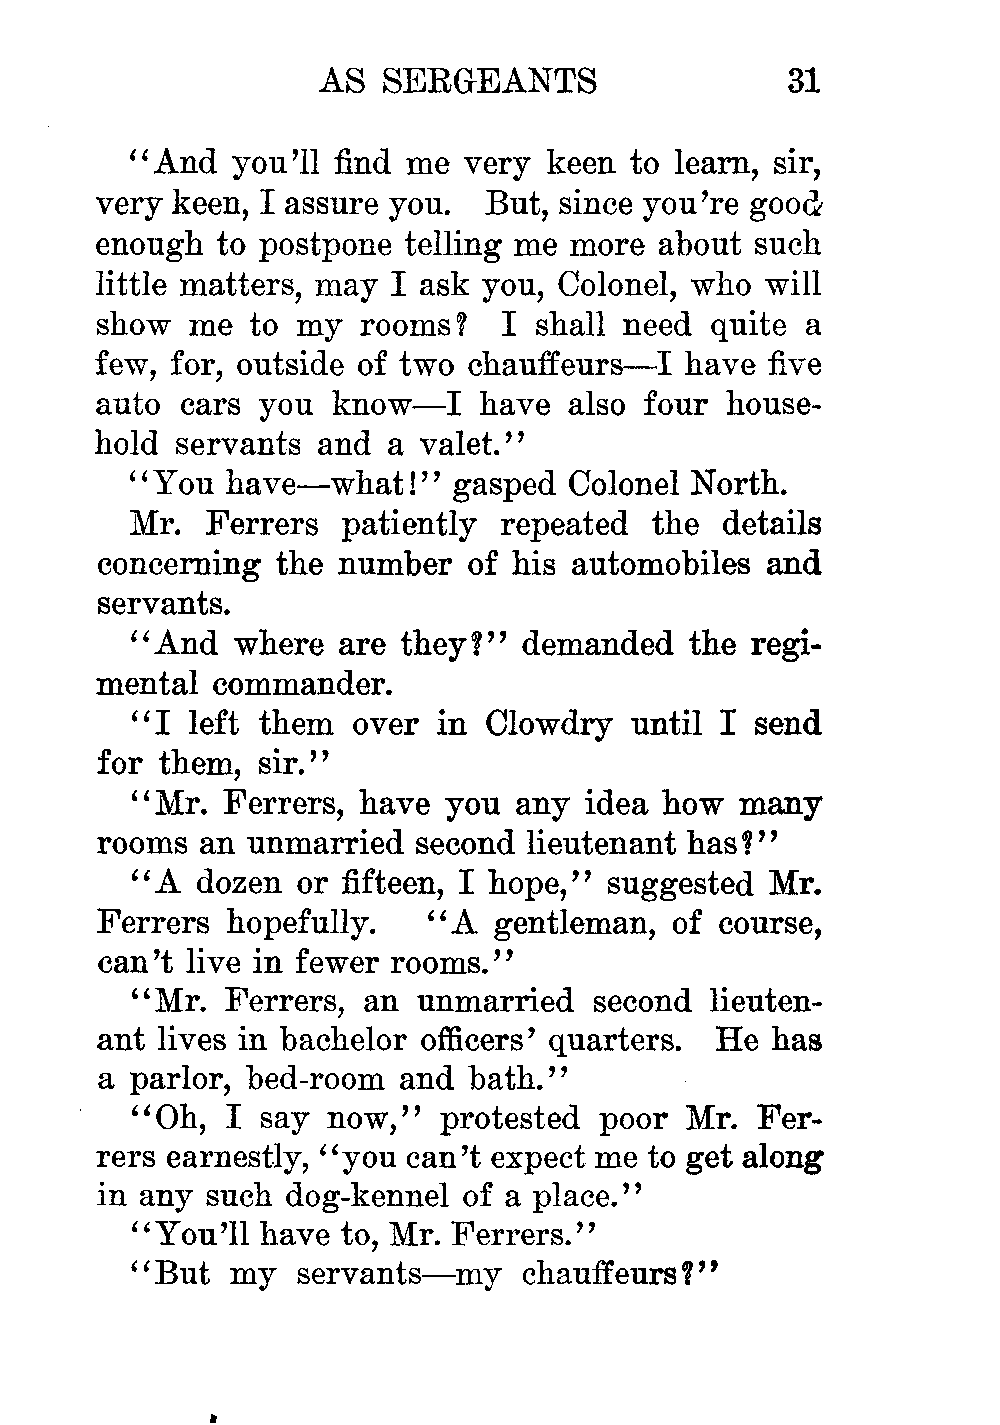 AS SERGEANTS 31
“And you’ll find me very keen to learn, sir,
very keen, I assure you. But, since you’re good
enough to postpone telling me more about such
little matters, may I ask you, Colonel, who will
show me to my rooms? I shall need quite a
few, for, outside of two chauffeurs—I have five
auto cars you know—I have also four house-
hold servants and a valet.”
“You have—what!” gasped Colonel North.
Mr. Ferrers patiently repeated the details
concerning the number of his automobiles and
servants.
“And where are they?” demanded the regi-
mental commander.
“I left them over in Clowdry until I send
for them, sir.”
“Mr. Ferrers, have you any idea how many
rooms an unmarried second lieutenant has?”
“A dozen or fifteen, I hope,” suggested Mr.
Ferrers hopefully. “A gentleman, of course,
can’t live in fewer rooms.”
“Mr. Ferrers, an unmarried second lieuten-
ant lives in bachelor officers’ quarters. He has
a parlor, bed-room and bath.”
“Oh, I say now,” protested poor Mr. Fer-
rers earnestly, “you can’t expect me to get along
in any such dog-kennel of a place.”
“You’ll have to, Mr. Ferrers.”
“But my servants—my chauffeurs?”